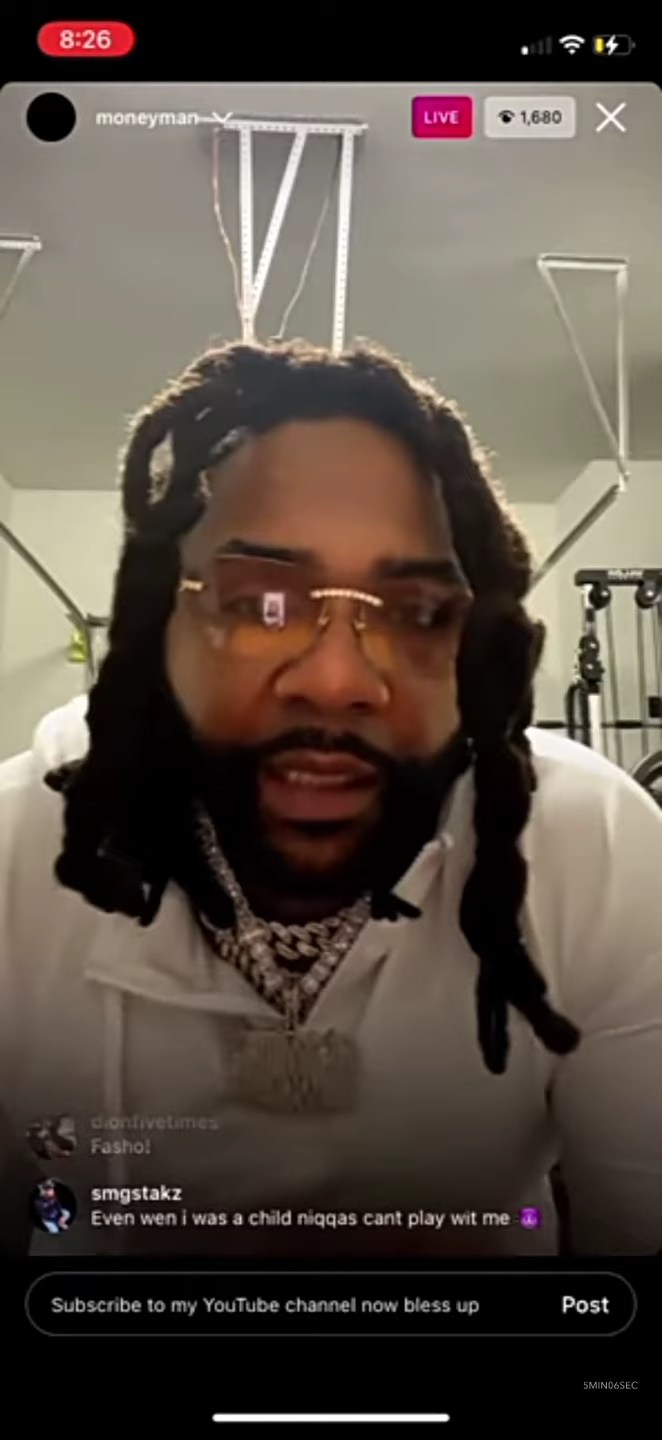 8:26
moneyman
LIVE
1,680
dionfivetimes
Fasho!
smgstakz
Even wen i was a child niqqas cant play wit me 😈
Subscribe to my YouTube channel now bless up
Post
5MIN06SEC